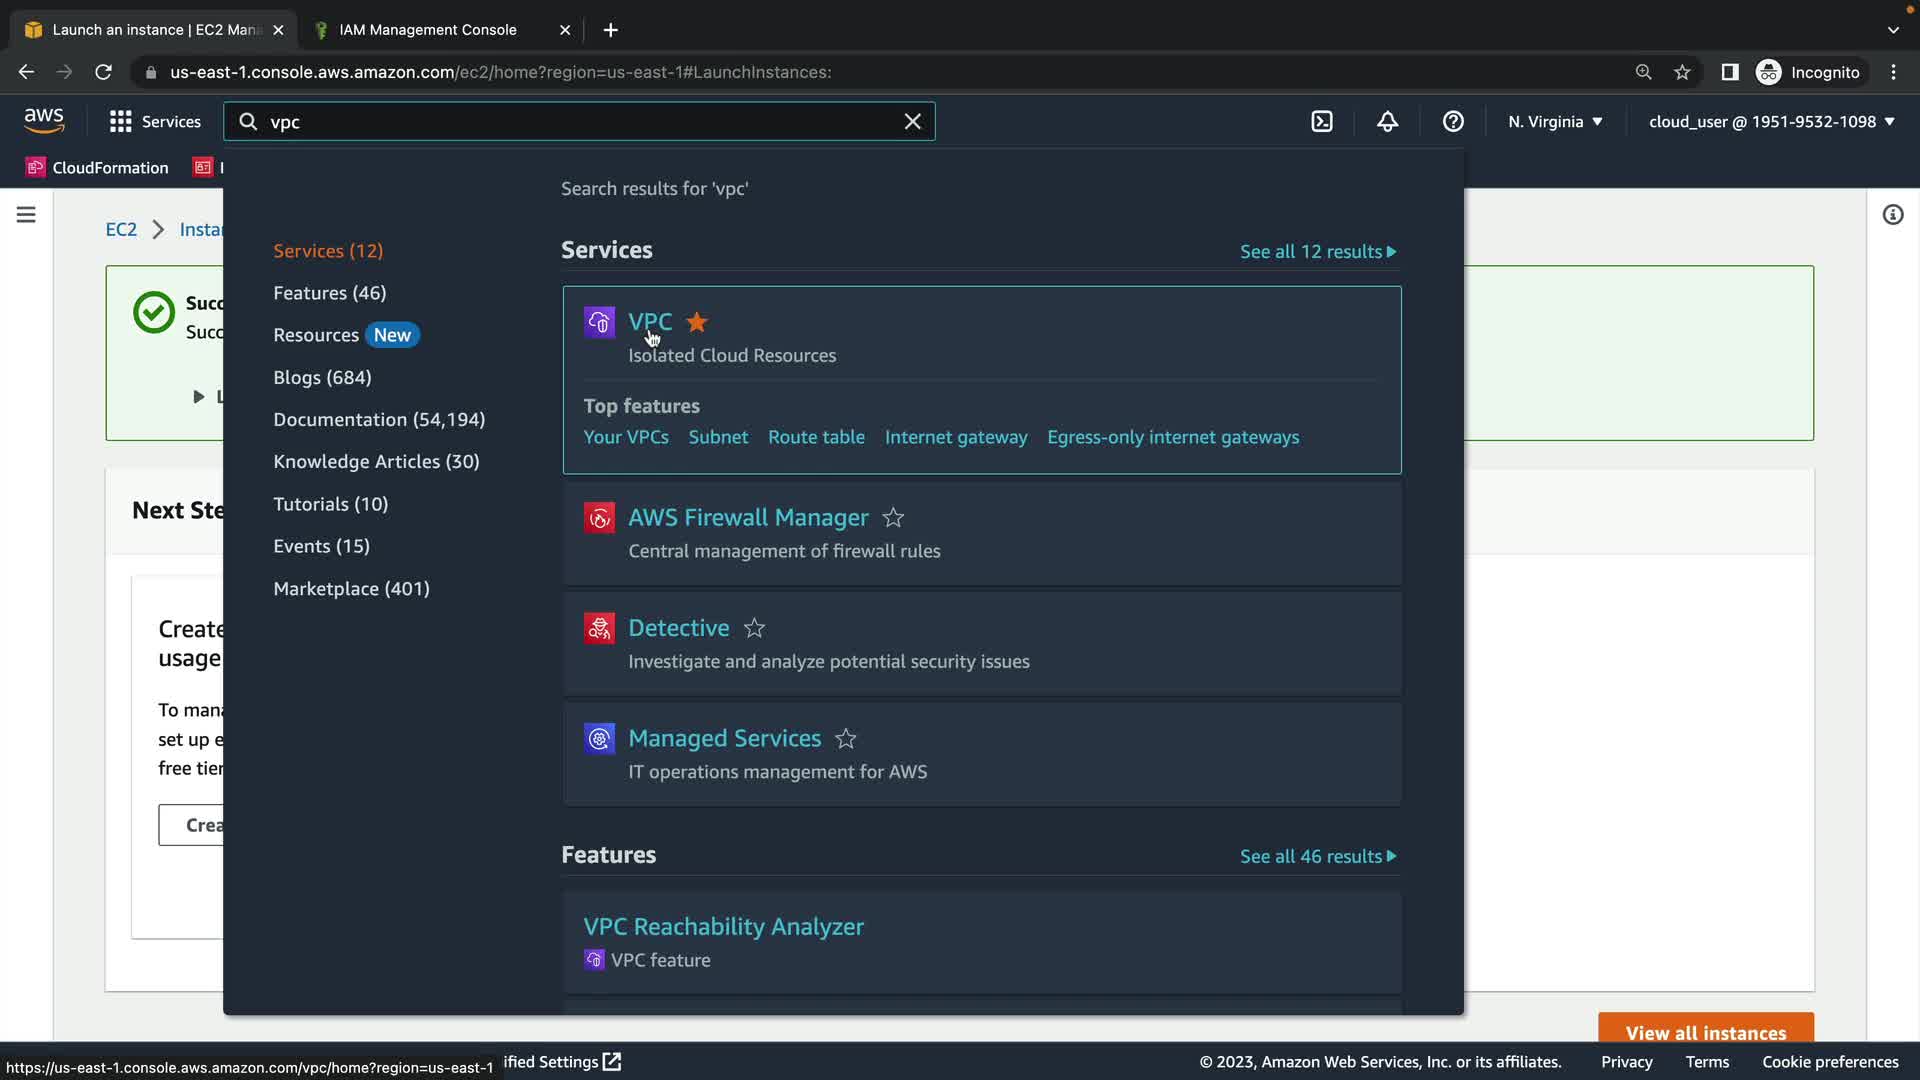 Launch an instance | EC2 Mana
IAM Management Console
us-east-1.console.aws.amazon.com/ec2/home?region=us-east-1#LaunchInstances:
Incognito
aws
Services
vpc
N. Virginia
cloud_user @ 1951-9532-1098
CloudFormation
I
Search results for 'vpc'
EC2
Instan
Succ
Succ
L
Next Ste
Create
usage
To mana
set up e
free tier
Crea
Services (12)
Features (46)
Resources
New
Blogs (684)
Documentation (54,194)
Knowledge Articles (30)
Tutorials (10)
Events (15)
Marketplace (401)
Services
See all 12 results
VPC
Isolated Cloud Resources
Top features
Your VPCs Subnet Route table Internet gateway Egress-only internet gateways
AWS Firewall Manager
Central management of firewall rules
Detective
Investigate and analyze potential security issues
Managed Services
IT operations management for AWS
Features
See all 46 results
VPC Reachability Analyzer
VPC feature
View all instances
https://us-east-1.console.aws.amazon.com/vpc/home?region=us-east-1
ified Settings
© 2023, Amazon Web Services, Inc. or its affiliates.
Privacy
Terms
Cookie preferences